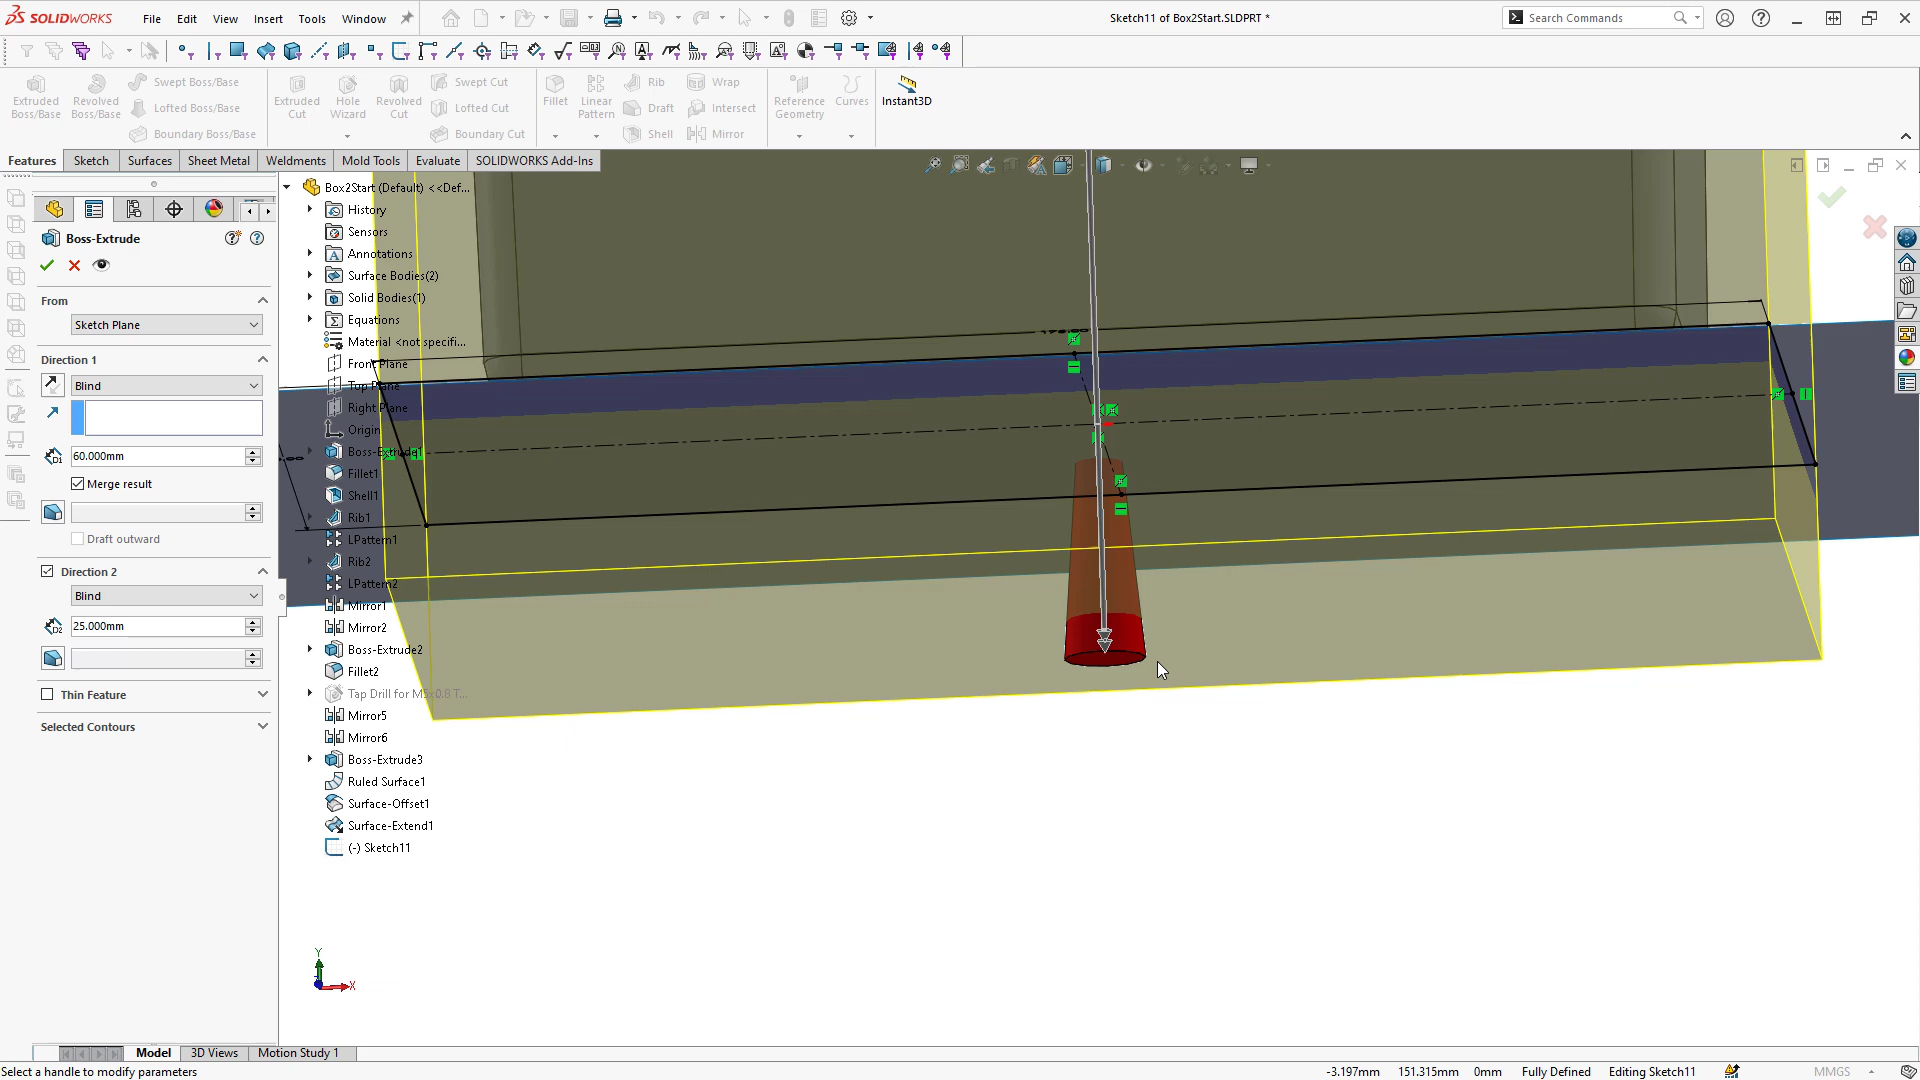 SOLIDWORKS
File
Edit
View
Insert
Tools
Window
Sketch11 of Box2Start.SLDPRT *
Search Commands
Extruded Boss/Base
Revolved Boss/Base
Swept Boss/Base
Lofted Boss/Base
Boundary Boss/Base
Extruded Cut
Hole Wizard
Revolved Cut
Swept Cut
Lofted Cut
Boundary Cut
Fillet
Linear Pattern
Rib
Draft
Shell
Wrap
Intersect
Mirror
Reference Geometry
Curves
Instant3D
Features
Sketch
Surfaces
Sheet Metal
Weldments
Mold Tools
Evaluate
SOLIDWORKS Add-Ins
Boss-Extrude
From
Sketch Plane
Direction 1
Blind
60.000mm
Merge result
Draft outward
Direction 2
Blind
25.000mm
Thin Feature
Selected Contours
Box2Start (Default) <<Def...
History
Sensors
Annotations
Surface Bodies(2)
Solid Bodies(1)
Equations
Material <not specifi...
Front Plane
Top Plane
Right Plane
Origin
Boss-Extrude1
Fillet1
Shell1
Rib1
LPattern1
Rib2
LPattern2
Mirror1
Mirror2
Boss-Extrude2
Fillet2
Tap Drill for M5x0.8 T...
Mirror5
Mirror6
Boss-Extrude3
Ruled Surface1
Surface-Offset1
Surface-Extend1
(-) Sketch11
Y
X
Model
3D Views
Motion Study 1
Select a handle to modify parameters
-3.197mm
151.315mm
0mm
Fully Defined
Editing Sketch11
MMGS